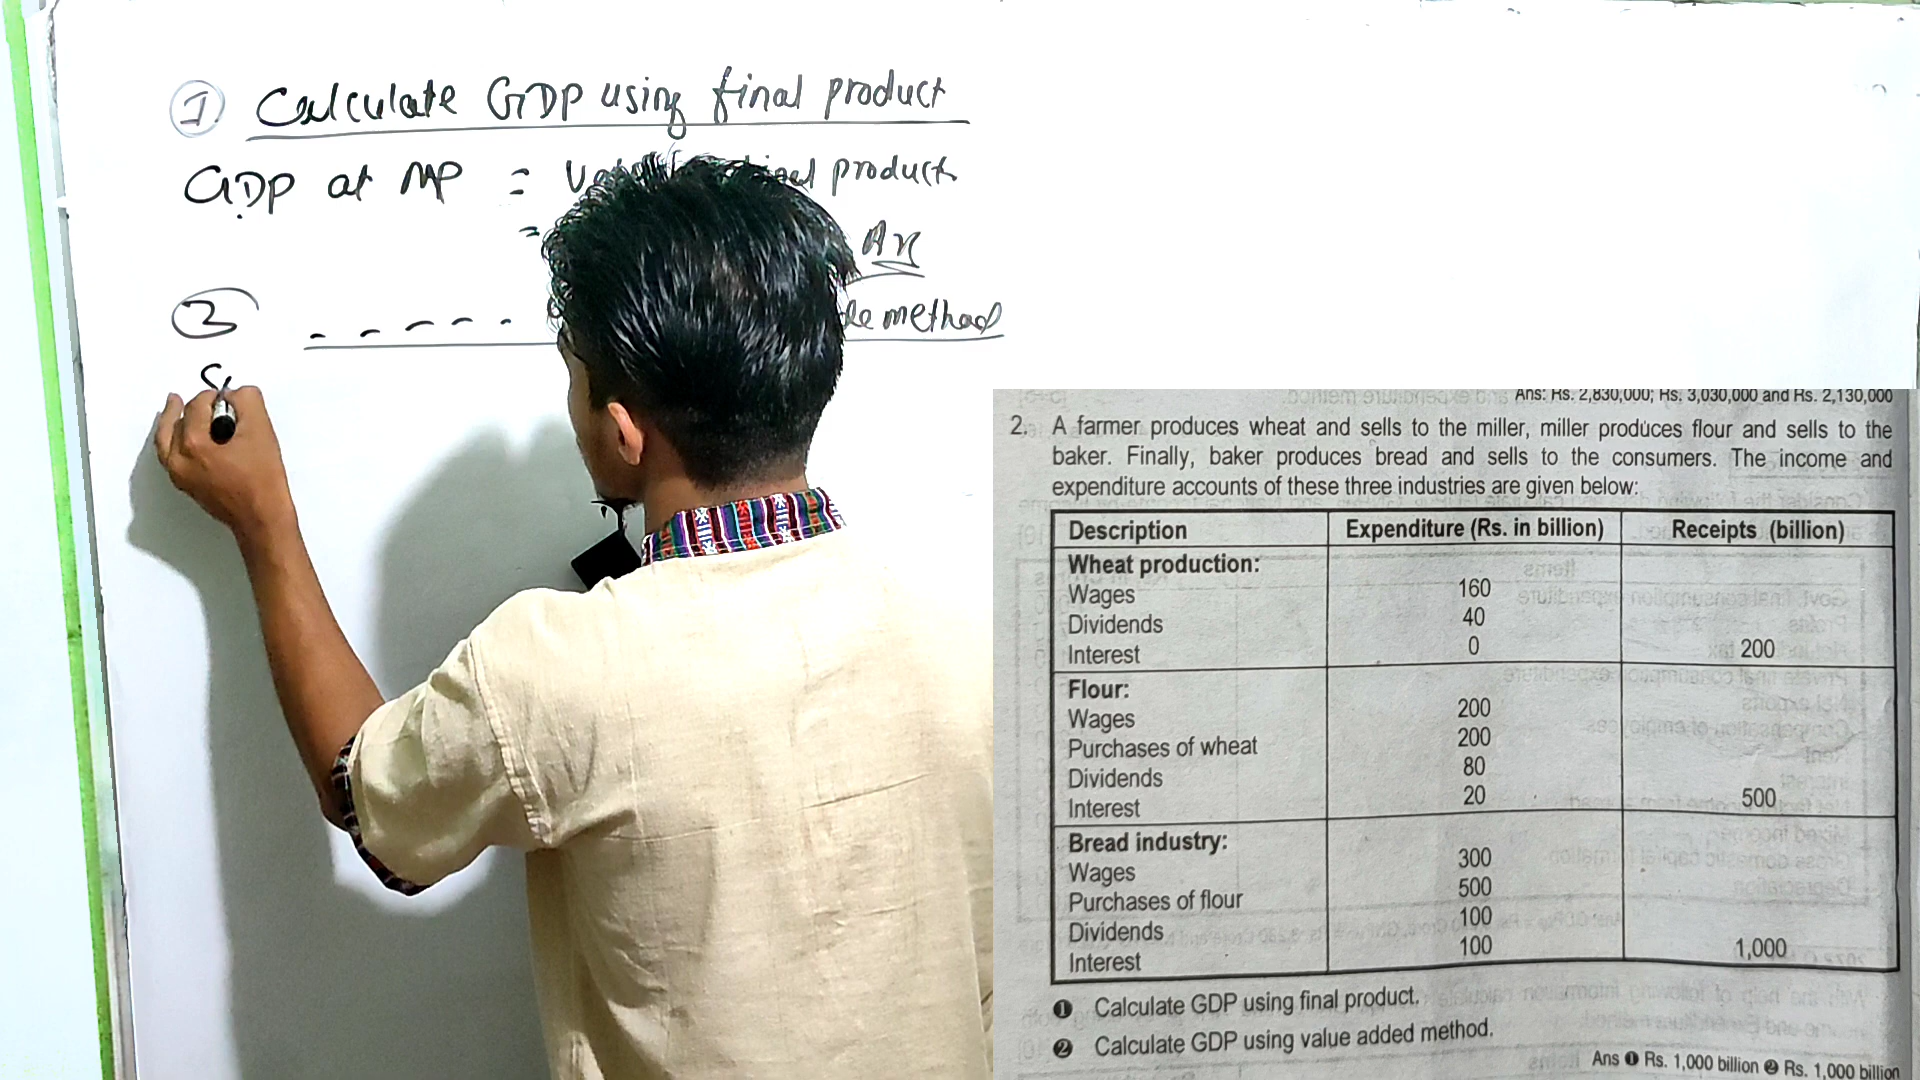 ① Calculate GDP using final product
GDP at MP = product
=
Ans
②
- - - - - method
Ans: Rs. 2,830,000; Rs. 3,030,000 and Rs. 2,130,000
2. A farmer produces wheat and sells to the miller, miller produces flour and sells to the
baker. Finally, baker produces bread and sells to the consumers. The income and
expenditure accounts of these three industries are given below:
Description Expenditure (Rs. in billion) Receipts (billion)
Wheat production:
Wages 160
Dividends 40
Interest 0 200
Flour:
Wages 200
Purchases of wheat 200
Dividends 80
Interest 20 500
Bread industry:
Wages 300
Purchases of flour 500
Dividends 100
Interest 100 1,000
❶ Calculate GDP using final product.
❷ Calculate GDP using value added method.
Ans ❶ Rs. 1,000 billion ❷ Rs. 1,000 billion